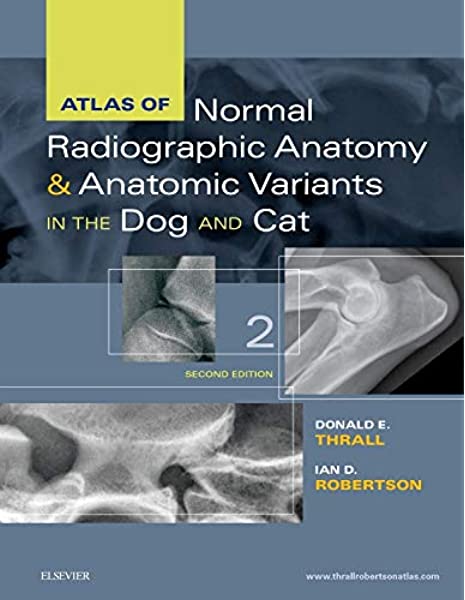 ATLAS OF Normal
Radiographic Anatomy
& Anatomic Variants
IN THE Dog AND Cat
2
SECOND EDITION
DONALD E.
THRALL
IAN D.
ROBERTSON
ELSEVIER
www.thrallrobertsonatlas.com